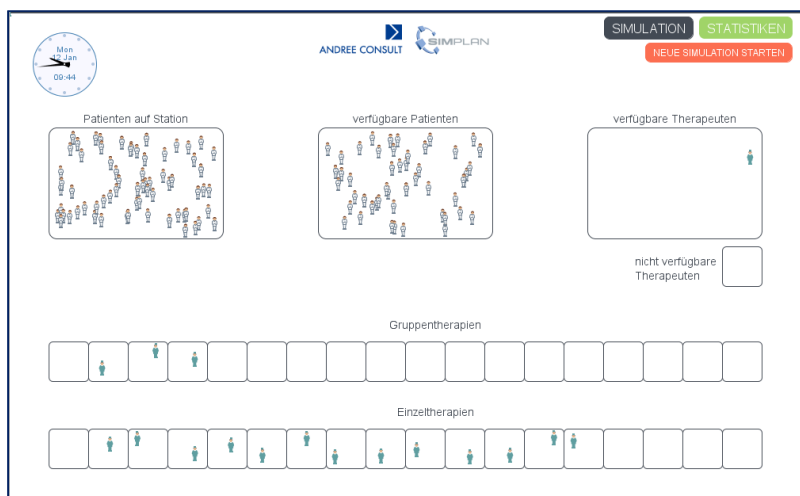 Mon
12 Jan
09:44
ANDREE CONSULT
SIMPLAN
SIMULATION
STATISTIKEN
NEUE SIMULATION STARTEN
Patienten auf Station
verfügbare Patienten
verfügbare Therapeuten
nicht verfügbare
Therapeuten
Gruppentherapien
Einzeltherapien